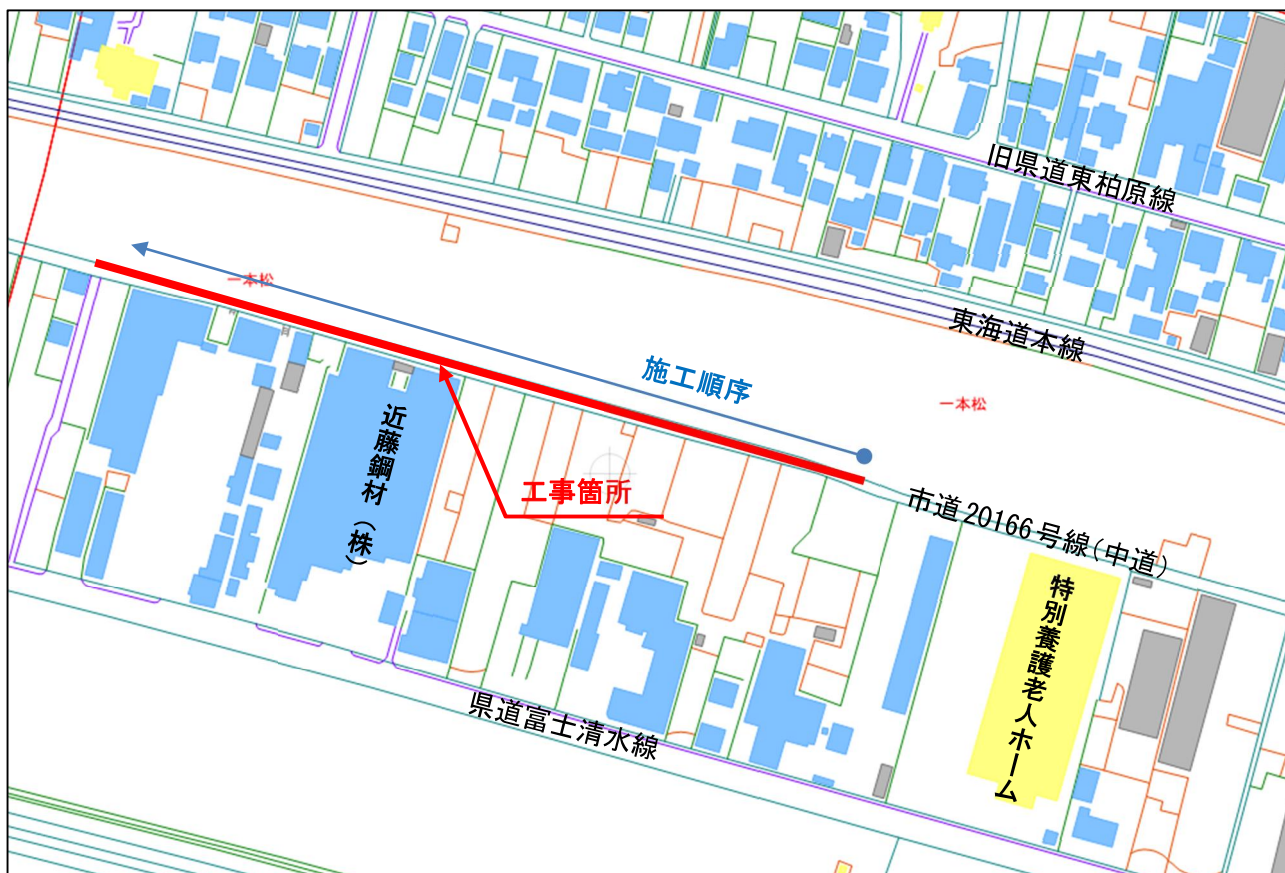 旧県道東柏原線
一本松
東海道本線
施工順序
一本松
近藤鋼材（株）
工事箇所
市道20166号線(中道)
特別養護老人ホーム
県道富士清水線